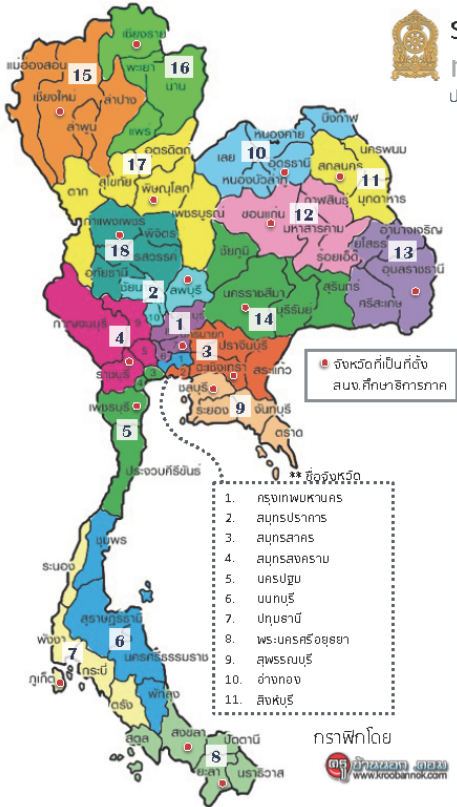 เชียงราย
แม่ฮ่องสอน
15
พะเยา
16
น่าน
เชียงใหม่
ลำปาง
ลำพูน
แพร่
บึงกาฬ
หนองคาย
อุตรดิตถ์
เลย
10
อุดรธานี
นครพนม
17
สกลนคร
หนองบัวลำภู
11
ตาก
สุโขทัย
พิษณุโลก
มุกดาหาร
เพชรบูรณ์
กาฬสินธุ์
ขอนแก่น
12
กำแพงเพชร
มหาสารคาม
อำนาจเจริญ
พิจิตร
ยโสธร
13
18
ร้อยเอ็ด
อุบลราชธานี
รสวรรค์
ชัยภูมิ
อุทัยธานี
ลพบุรี
ชัยน
2
สุรินทร์
นครราชสีมา
ศรีสะเกษ
บุรีรัมย์
14
10
1
กาญจนบุรี
9
4
ปราจีนบุรี
3
สระแก้ว
ราชบุรี
ฉะเชิงเทรา
ชลบุรี
ระยอง
9
จันทบุรี
ตราด
เพชรบุรี
5
ประจวบคีรีขันธ์
จังหวัดที่เป็นที่ตั้ง
สนง.ศึกษาธิการภาค
** ชื่อจังหวัด
1. กรุงเทพมหานคร
2. สมุทรปราการ
3. สมุทรสาคร
4. สมุทรสงคราม
5. นครปฐม
6. นนทบุรี
7. ปทุมธานี
8. พระนครศรีอยุธยา
9. สุพรรณบุรี
10. อ่างทอง
11. สิงห์บุรี
ชุมพร
ระนอง
สุราษฎร์ธานี
6
พังงา
7
นครศรีธรรมราช
กระบี่
ภูเก็ต
ตรัง
พัทลุง
สตูล
สงขลา
ปัตตานี
8
ยะลา
นราธิวาส
กราฟิกโดย
ครู บ้านนอก .คอม
www.kroobannok.com